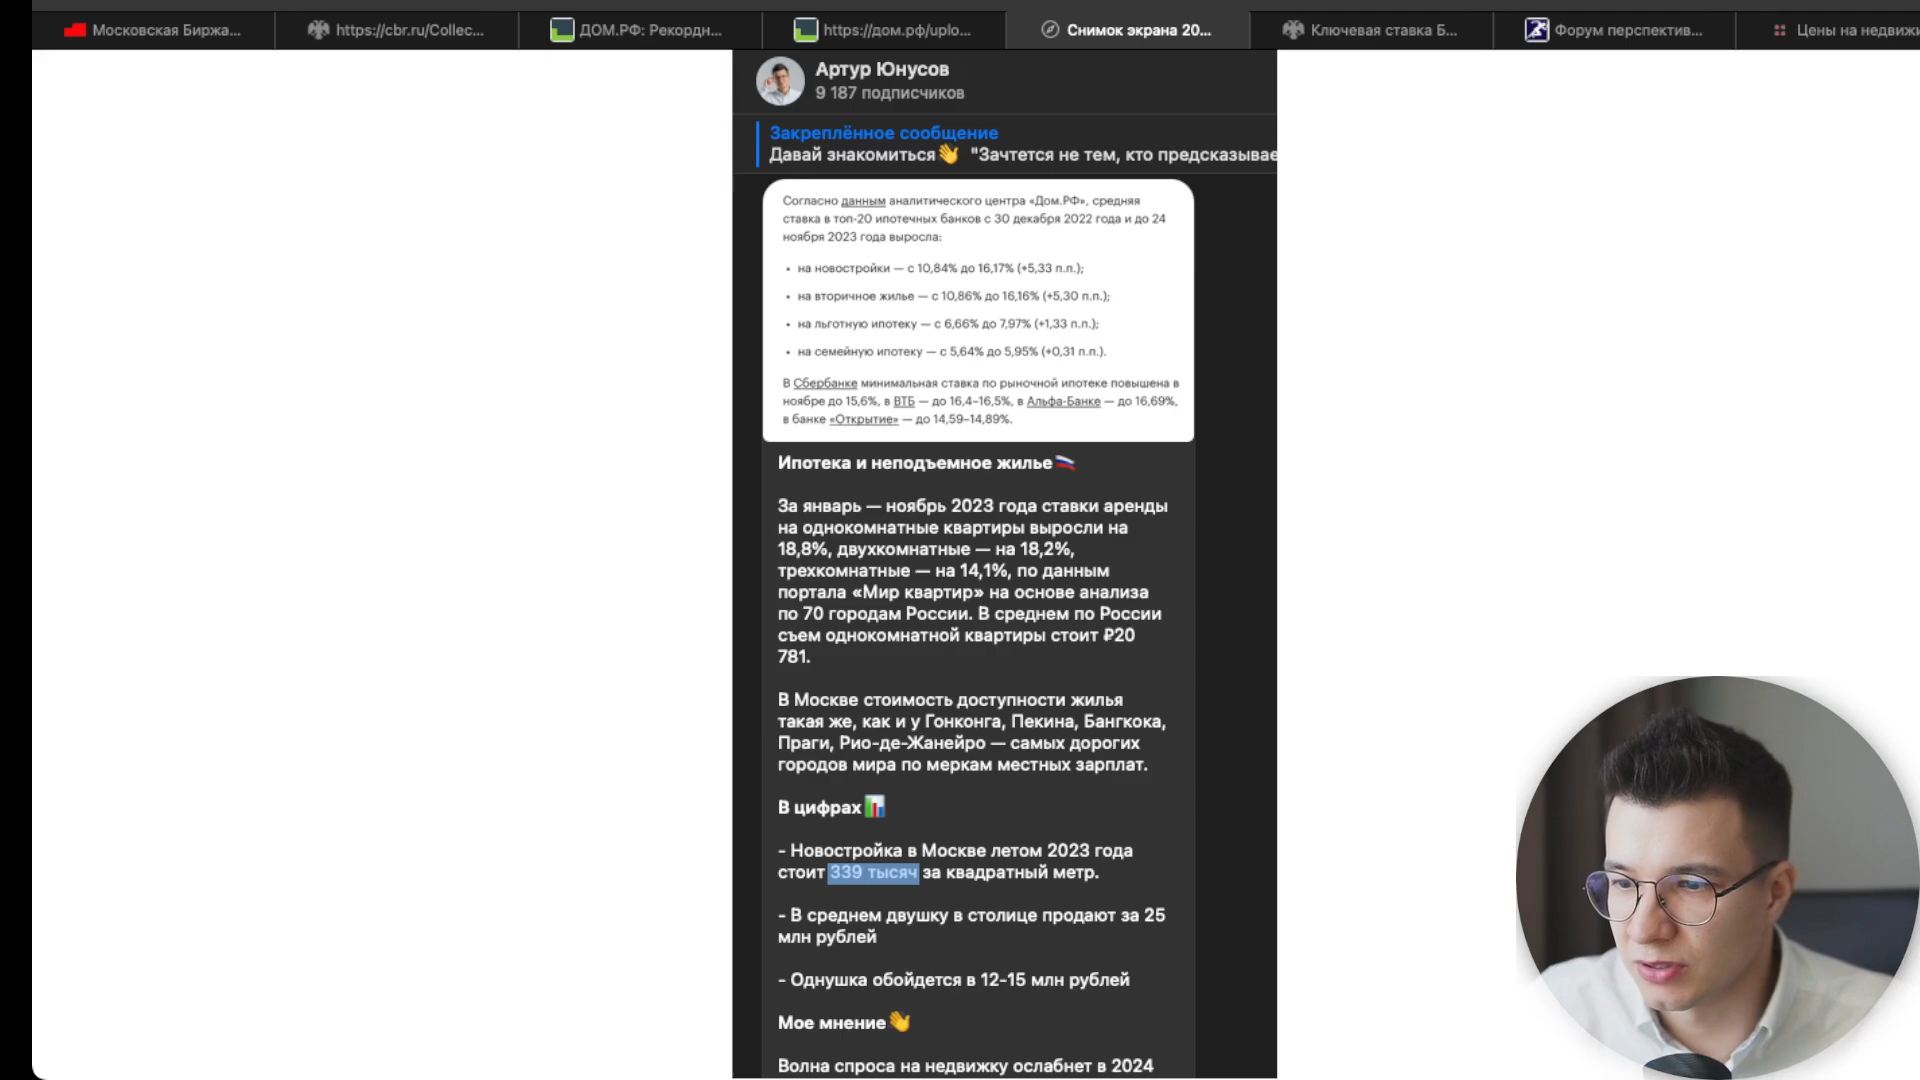 Московская Биржа...
https://cbr.ru/Collec...
ДОМ.РФ: Рекордн...
https://дом.рф/uplo...
Снимок экрана 20...
Ключевая ставка Б...
Форум перспектив...
Цены на недвижи
Артур Юнусов
9 187 подписчиков
Закреплённое сообщение
Давай знакомиться👋 "Зачтется не тем, кто предсказывае
Согласно данным аналитического центра «Дом.РФ», средняя
ставка в топ-20 ипотечных банков с 30 декабря 2022 года и до 24
ноября 2023 года выросла:
• на новостройки — с 10,84% до 16,17% (+5,33 п.п.);
• на вторичное жилье — с 10,86% до 16,16% (+5,30 п.п.);
• на льготную ипотеку — с 6,66% до 7,97% (+1,33 п.п.);
• на семейную ипотеку — с 5,64% до 5,95% (+0,31 п.п.).
В Сбербанке минимальная ставка по рыночной ипотеке повышена в
ноябре до 15,6%, в ВТБ — до 16,4–16,5%, в Альфа-Банке — до 16,69%,
в банке «Открытие» — до 14,59–14,89%.
Ипотека и неподъемное жилье🇷🇺
За январь — ноябрь 2023 года ставки аренды
на однокомнатные квартиры выросли на
18,8%, двухкомнатные — на 18,2%,
трехкомнатные — на 14,1%, по данным
портала «Мир квартир» на основе анализа
по 70 городам России. В среднем по России
съем однокомнатной квартиры стоит ₽20
781.
В Москве стоимость доступности жилья
такая же, как и у Гонконга, Пекина, Бангкока,
Праги, Рио-де-Жанейро — самых дорогих
городов мира по меркам местных зарплат.
В цифрах📊
- Новостройка в Москве летом 2023 года
стоит 339 тысяч за квадратный метр.
- В среднем двушку в столице продают за 25
млн рублей
- Однушка обойдется в 12-15 млн рублей
Мое мнение👋
Волна спроса на недвижку ослабнет в 2024